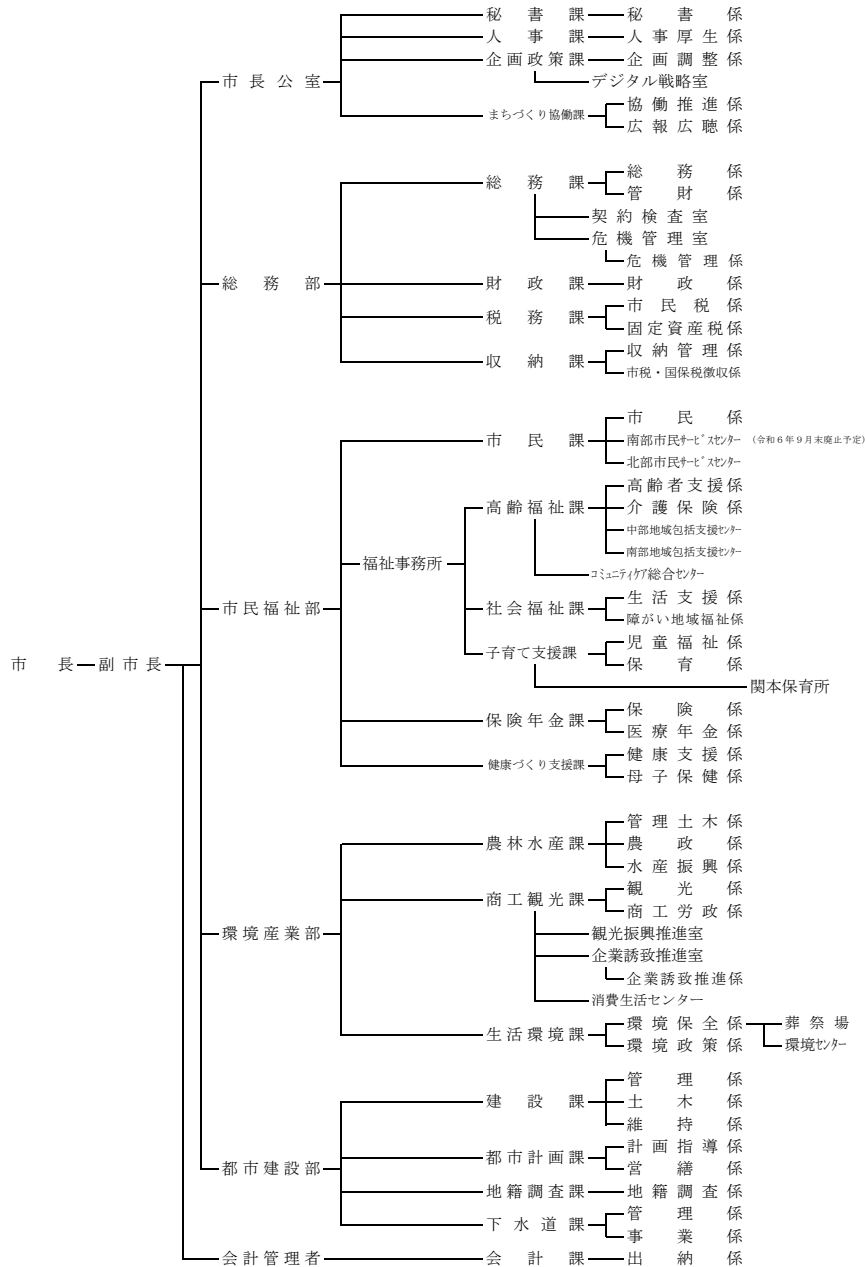 秘書課 秘書係
人事課 人事厚生係
企画政策課 企画調整係
市長公室 デジタル戦略室
まちづくり協働課 協働推進係
広報広聴係
総務課 総務係
管財係
契約検査室
危機管理室
危機管理係
総務部 財政課 財政係
税務課 市民税係
固定資産税係
収納課 収納管理係
市税・国保税徴収係
市民課 市民係
南部市民サービスセンター (令和6年9月末廃止予定)
北部市民サービスセンター
高齢福祉課 高齢者支援係
介護保険係
中部地域包括支援センター
南部地域包括支援センター
福祉事務所 コミュニティケア総合センター
市民福祉部 社会福祉課 生活支援係
障がい地域福祉係
子育て支援課 児童福祉係
保育係
市長 副市長
関本保育所
保険年金課 保険係
医療年金係
健康づくり支援課 健康支援係
母子保健係
農林水産課 管理土木係
農政係
水産振興係
商工観光課 観光係
商工労政係
環境産業部 観光振興推進室
企業誘致推進室
企業誘致推進係
消費生活センター
生活環境課 環境保全係 葬祭場
環境政策係 環境センター
建設課 管理係
土木係
維持係
都市計画課 計画指導係
都市建設部 営繕係
地籍調査課 地籍調査係
下水道課 管理係
事業係
会計管理者 会計課 出納係